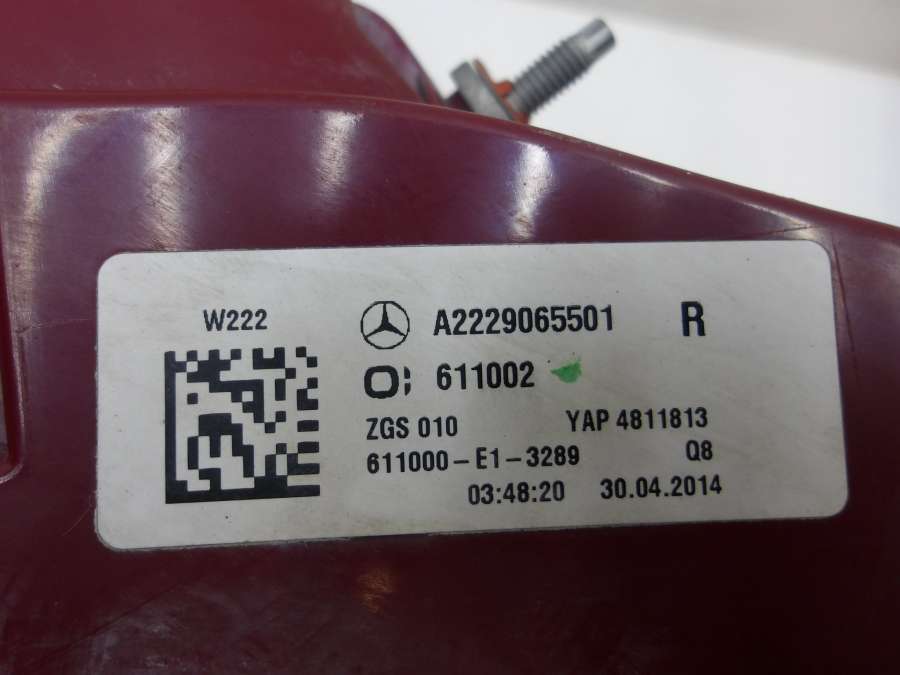 W222
A2229065501 R
611002
ZGS 010 YAP 4811813
611000-E1-3289 Q8
03:48:20 30.04.2014